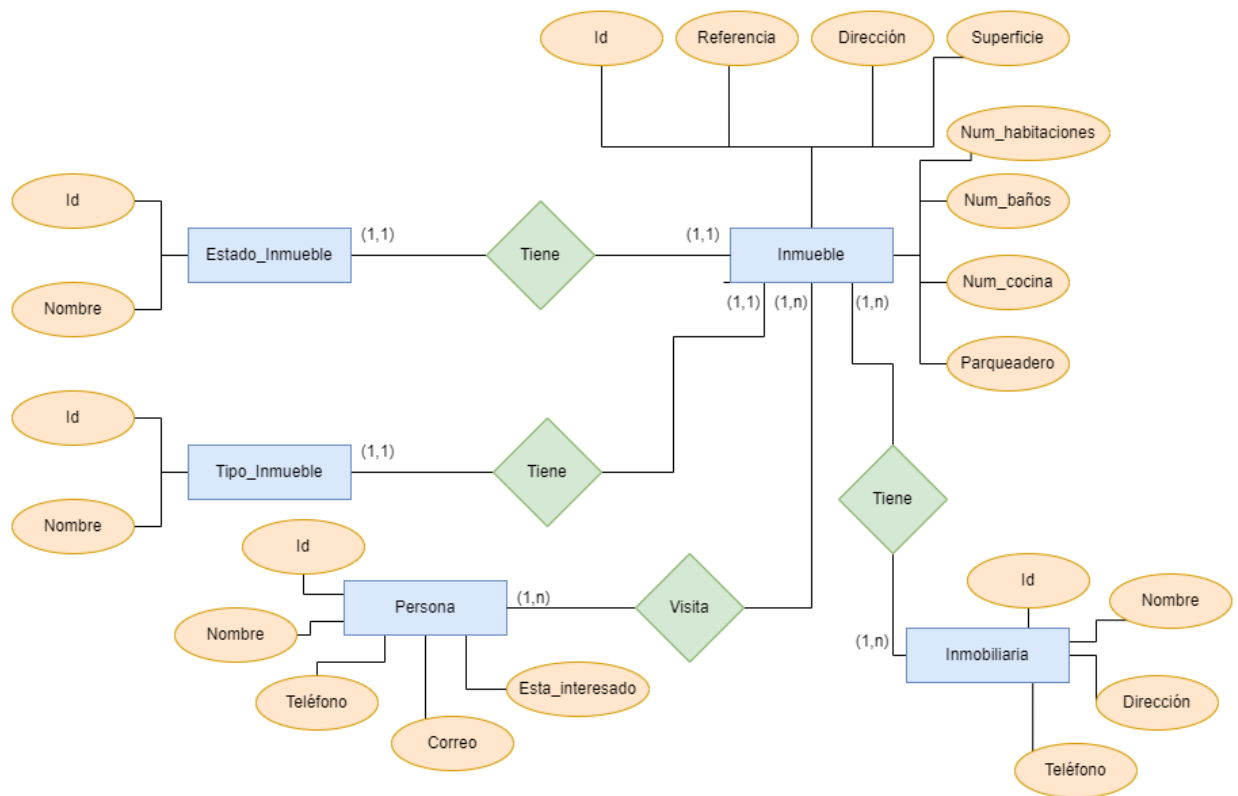 Id
Referencia
Dirección
Superficie
Num_habitaciones
Id
Num_baños
Estado_Inmueble
(1,1)
Tiene
(1,1)
Inmueble
Nombre
(1,1)
(1,n)
(1,n)
Num_cocina
Parqueadero
Id
Tipo_Inmueble
(1,1)
Tiene
Nombre
Tiene
Id
Persona
(1,n)
Visita
Nombre
Teléfono
Esta_interesado
Correo
Id
Nombre
(1,n)
Inmobiliaria
Dirección
Teléfono